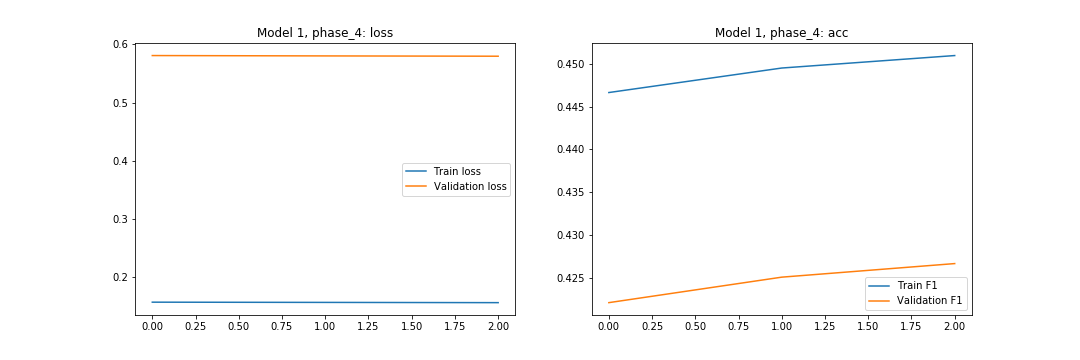 Model 1, phase_4: loss
0.6
0.5
0.4
0.3
0.2
0.00 0.25 0.50 0.75 1.00 1.25 1.50 1.75 2.00
Train loss
Validation loss
Model 1, phase_4: acc
0.450
0.445
0.440
0.435
0.430
0.425
0.00 0.25 0.50 0.75 1.00 1.25 1.50 1.75 2.00
Train F1
Validation F1